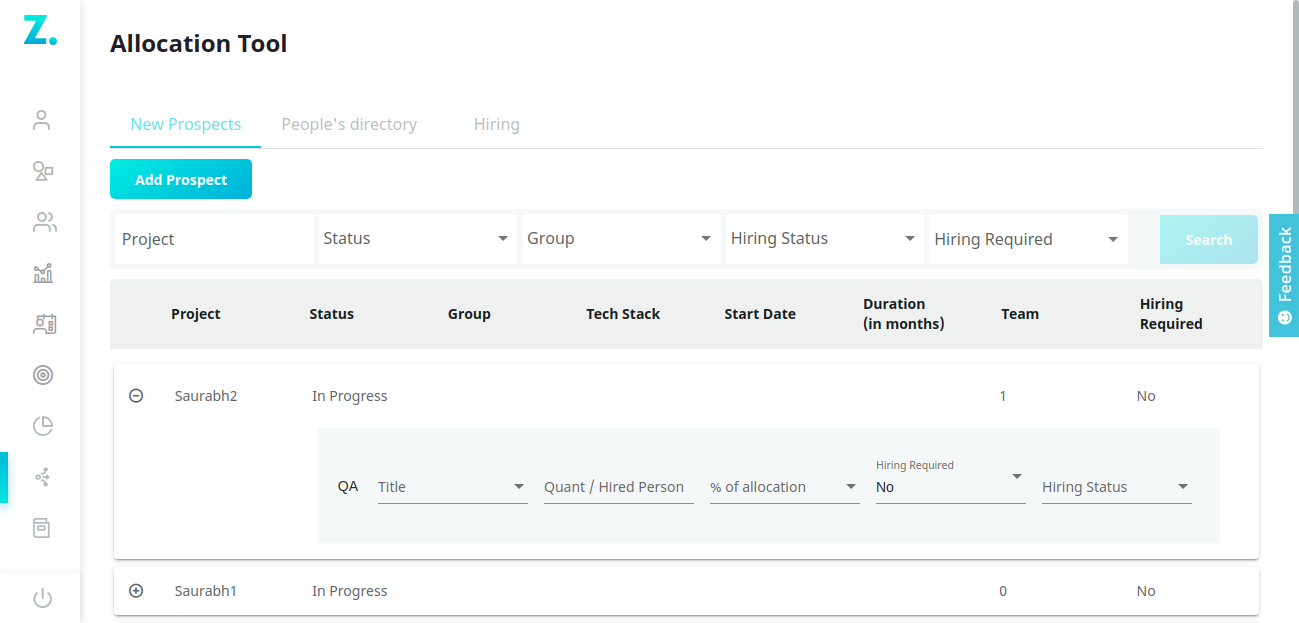 Z.
Allocation Tool
New Prospects People's directory Hiring
Add Prospect
Project Status Group Hiring Status Hiring Required Search
Feedback
Project Status Group Tech Stack Start Date Duration (in months) Team Hiring Required
Saurabh2 In Progress 1 No
QA Title Quant / Hired Person % of allocation Hiring Required No Hiring Status
Saurabh1 In Progress 0 No